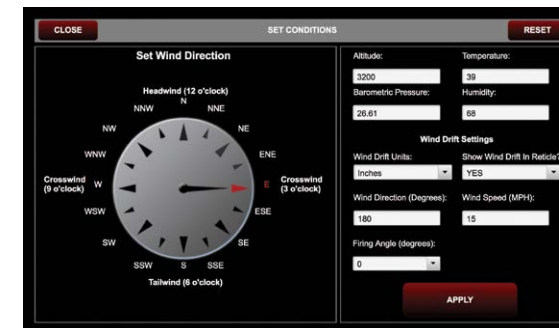 CLOSE SET CONDITIONS RESET
Set Wind Direction
Headwind (12 o'clock)
N
NNW NNE
NW NE
WNW ENE
Crosswind (9 o'clock) W E Crosswind (3 o'clock)
WSW ESE
SW SE
SSW S SSE
Tailwind (6 o'clock)
Altitude: Temperature:
3200 39
Barometric Pressure: Humidity:
26.61 68
Wind Drift Settings
Wind Drift Units: Show Wind Drift In Reticle?
Inches YES
Wind Direction (Degrees): Wind Speed (MPH):
180 15
Firing Angle (degrees):
0
APPLY